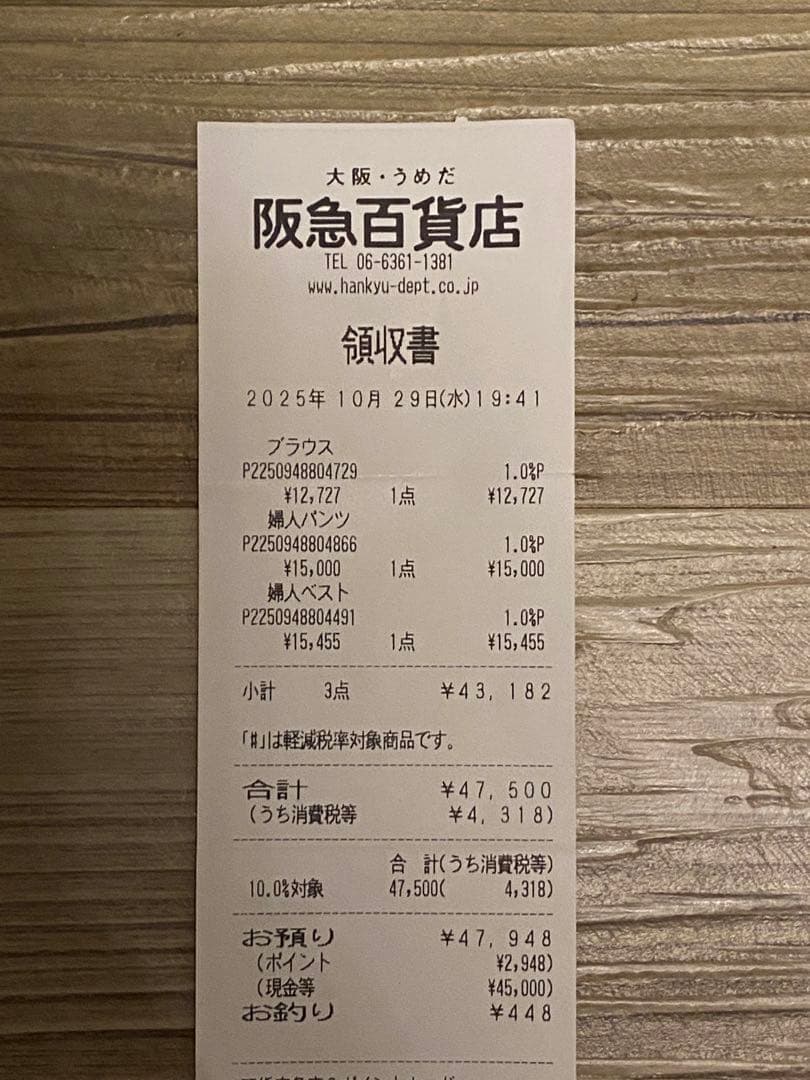 大阪・うめだ
阪急百貨店
TEL 06-6361-1381
www.hankyu-dept.co.jp
領収書
2025年 10月 29日(水)19:41
ブラウス
P2250948804729 1.0%P
¥12,727 1点 ¥12,727
婦人パンツ
P2250948804866 1.0%P
¥15,000 1点 ¥15,000
婦人ベスト
P2250948804491 1.0%P
¥15,455 1点 ¥15,455
小計 3点 ¥43,182
「#」は軽減税率対象商品です。
合計 ¥47,500
(うち消費税等 ¥4,318)
合 計(うち消費税等)
10.0%対象 47,500( 4,318)
お預り ¥47,948
(ポイント ¥2,948)
(現金等 ¥45,000)
お釣り ¥448